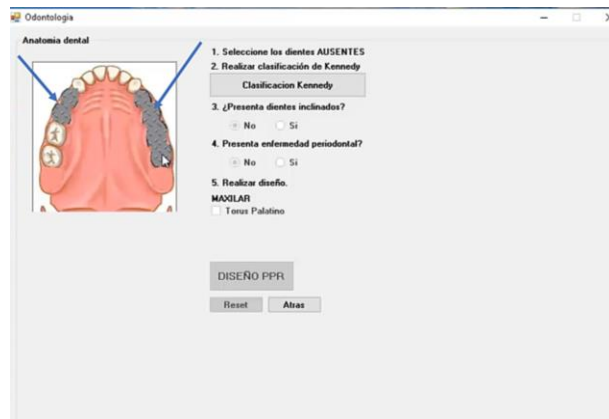 Odontologia
Anatomia dental
1. Seleccione los dientes AUSENTES
2. Realizar clasificación de Kennedy
Clasificacion Kennedy
3. ¿Presenta dientes inclinados?
No Si
4. Presenta enfermedad periodontal?
No Si
5. Realizar diseño.
MAXILAR
Torus Palatino
DISEÑO PPR
Reset Atras